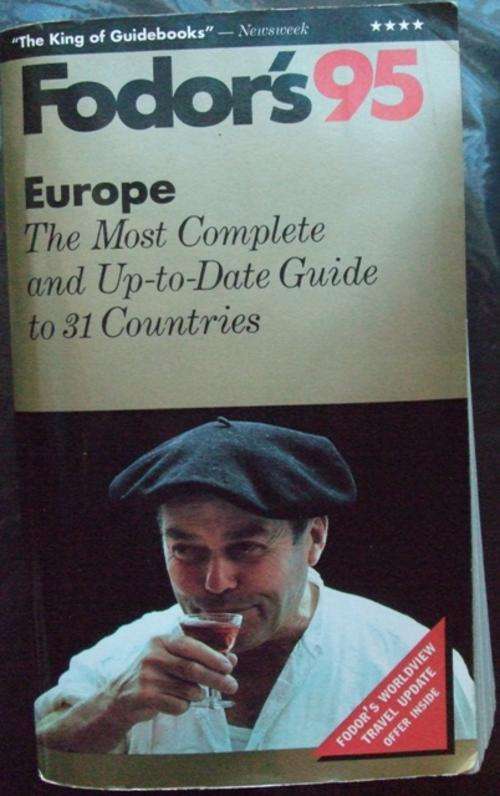 "The King of Guidebooks" — Newsweek
Fodor's 95
Europe
The Most Complete
and Up-to-Date Guide
to 31 Countries
FODOR'S WORLDVIEW
TRAVEL UPDATE
OFFER INSIDE